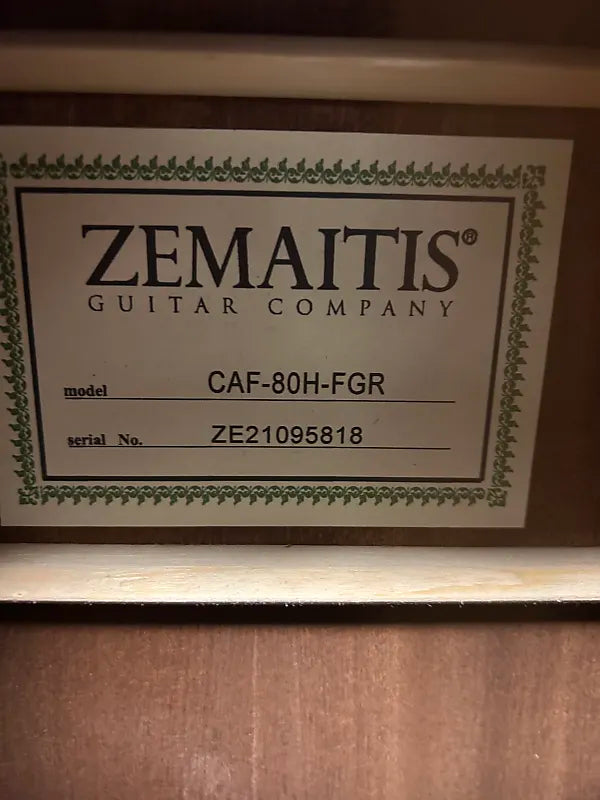 ZEMAITIS®
GUITAR COMPANY
model CAF-80H-FGR
serial No. ZE21095818